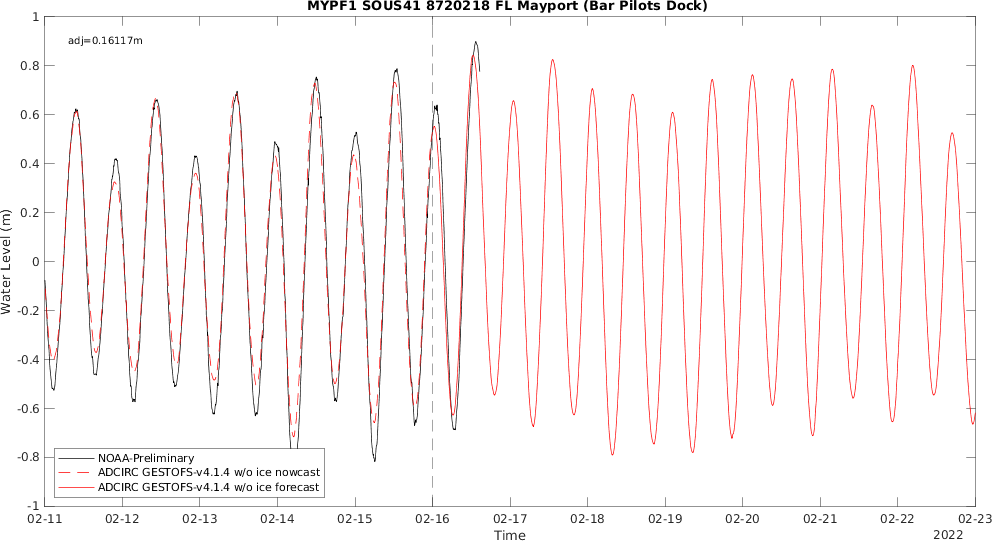 MYPF1 SOUS41 8720218 FL Mayport (Bar Pilots Dock)
adj=0.16117m
1
0.8
0.6
0.4
0.2
0
-0.2
-0.4
-0.6
-0.8
-1
Water Level (m)
NOAA-Preliminary
ADCIRC GESTOFS-v4.1.4 w/o ice nowcast
ADCIRC GESTOFS-v4.1.4 w/o ice forecast
02-11 02-12 02-13 02-14 02-15 02-16 02-17 02-18 02-19 02-20 02-21 02-22 02-23
Time
2022